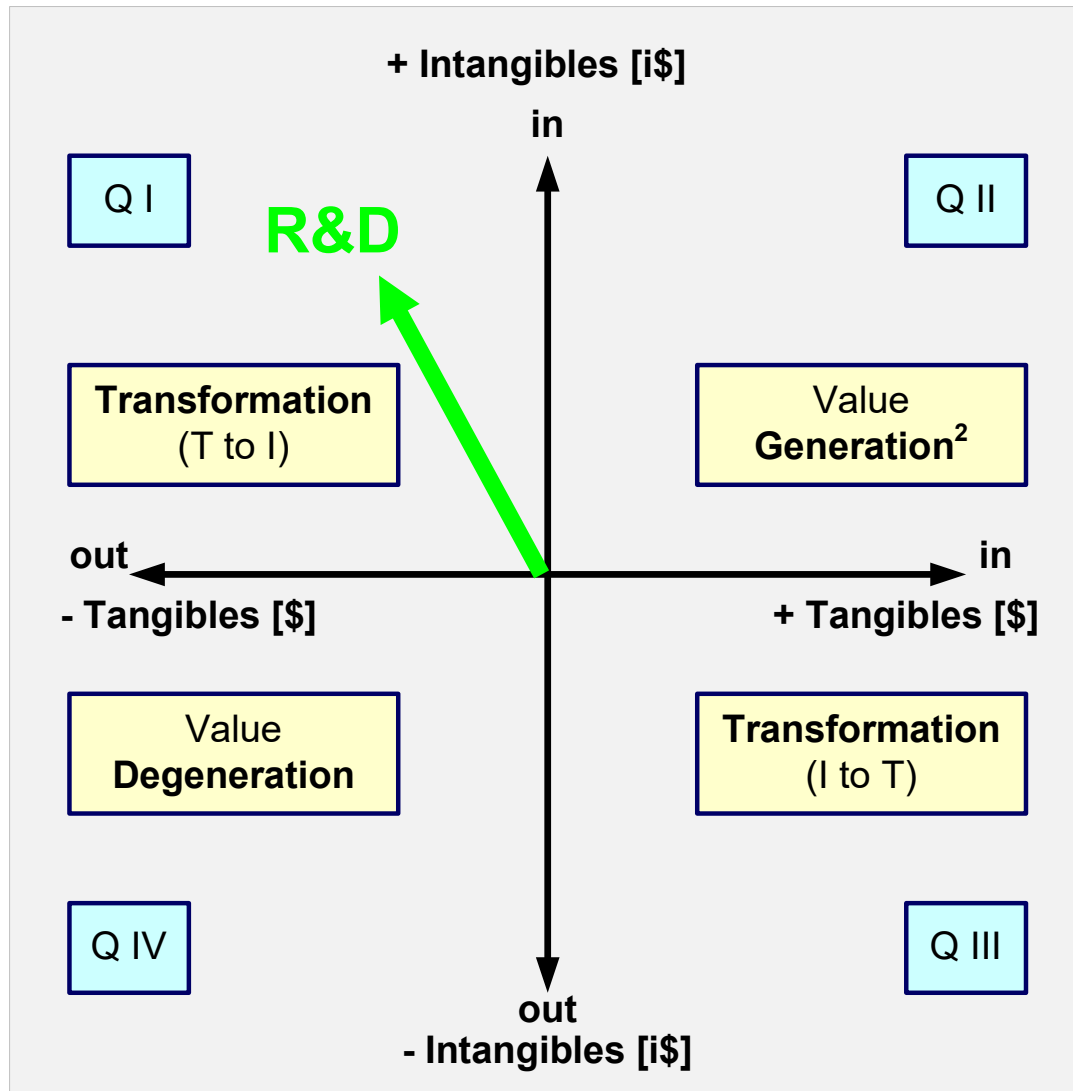 + Intangibles [i$]
in
Q I
Q II
R&D
Transformation
(T to I)
Value
Generation²
out
in
- Tangibles [$]
+ Tangibles [$]
Value
Degeneration
Transformation
(I to T)
Q IV
Q III
out
- Intangibles [i$]